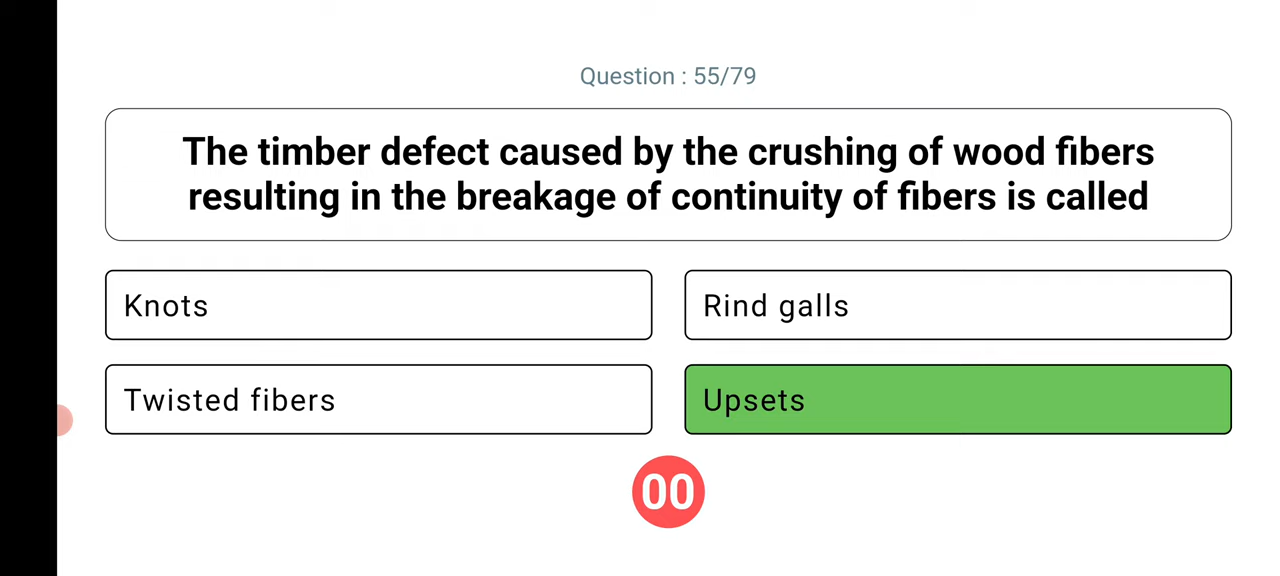 Question : 55/79
The timber defect caused by the crushing of wood fibers
resulting in the breakage of continuity of fibers is called
Knots
Rind galls
Twisted fibers
Upsets
00